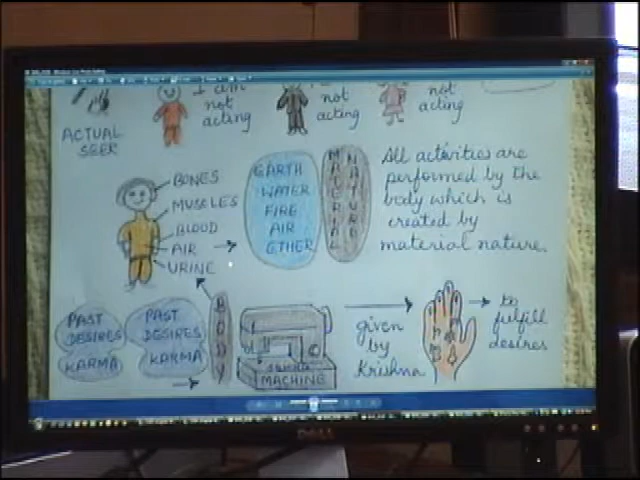 I am
not
acting
not
acting
not
acting
ACTUAL
SEER
BONES
MUSCLES
BLOOD
AIR
URINE
EARTH
WATER
FIRE
AIR
ETHER
MATERIAL
NATURE
All activities are
performed by the
body which is
created by
material nature.
PAST
DESIRES
KARMA
PAST
DESIRES
KARMA
BODY
MACHINE
given
by
Krishna
to
fulfill
desires
DELL